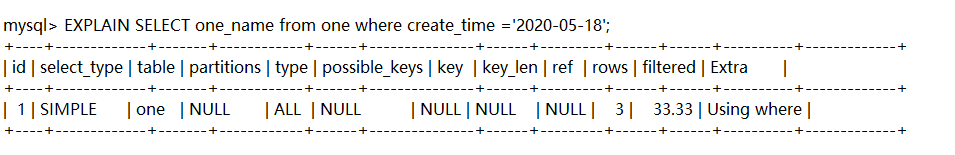 mysql> EXPLAIN SELECT one_name from one where create_time ='2020-05-18';
+----+-------------+-------+------------+------+---------------+------+---------+------+------+----------+-------------+
| id | select_type | table | partitions | type | possible_keys | key | key_len | ref | rows | filtered | Extra |
+----+-------------+-------+------------+------+---------------+------+---------+------+------+----------+-------------+
| 1 | SIMPLE | one | NULL | ALL | NULL | NULL | NULL | NULL | 3 | 33.33 | Using where |
+----+-------------+-------+------------+------+---------------+------+---------+------+------+----------+-------------+